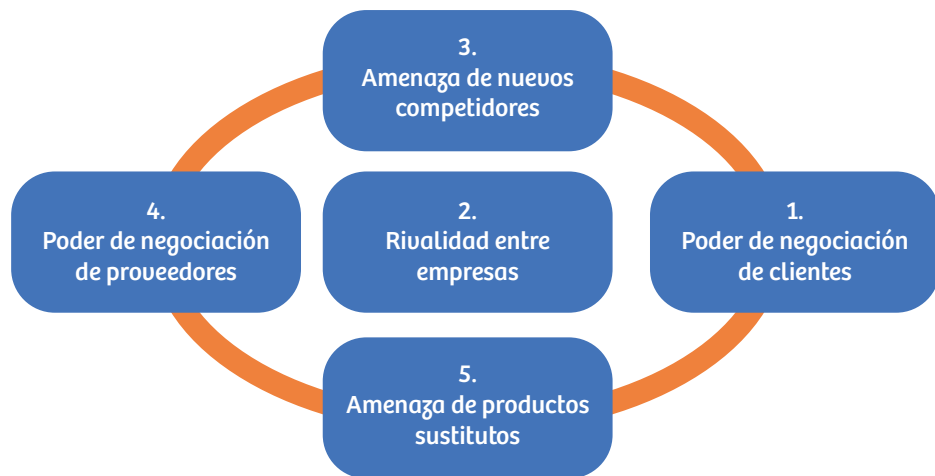 3.
Amenaza de nuevos
competidores
4.
Poder de negociación
de proveedores
2.
Rivalidad entre
empresas
1.
Poder de negociación
de clientes
5.
Amenaza de productos
sustitutos